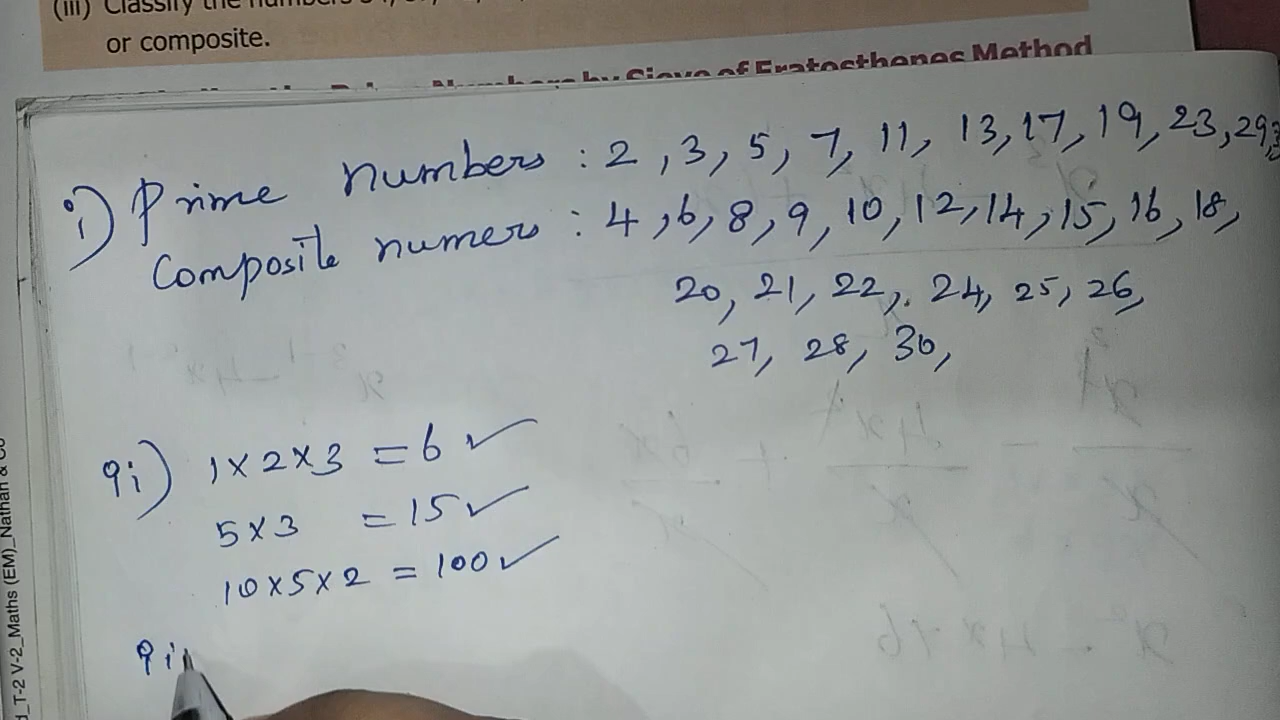 (iii) Classify the numbers
or composite.
by Sieve of Eratosthenes Method
i) Prime numbers : 2, 3, 5, 7, 11, 13, 17, 19, 23, 29,
Composite numers : 4, 6, 8, 9, 10, 12, 14, 15, 16, 18,
20, 21, 22, 24, 25, 26,
27, 28, 30,
ii) 1 x 2 x 3 = 6 ✓
5 x 3 = 15 ✓
10 x 5 x 2 = 100 ✓
ii
T-2 V-2_Maths (EM)_Nathan & Co